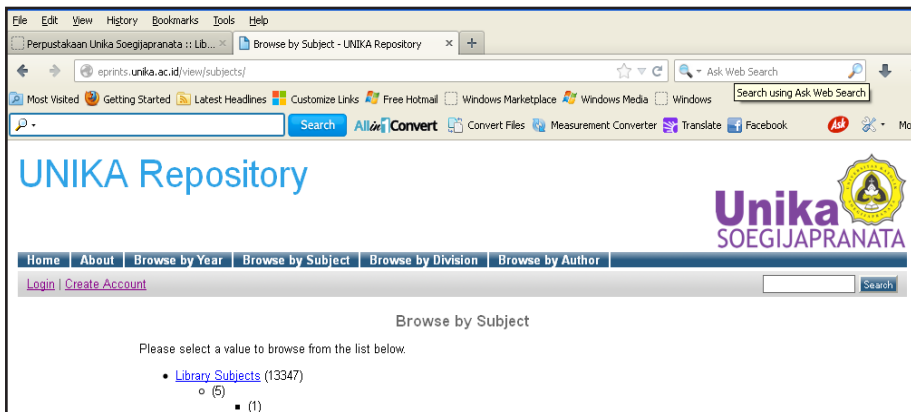 File Edit View History Bookmarks Tools Help
Perpustakaan Unika Soegijapranata :: Lib... × Browse by Subject - UNIKA Repository × +
eprints.unika.ac.id/view/subjects/ Ask Web Search
Most Visited Getting Started Latest Headlines Customize Links Free Hotmail Windows Marketplace Windows Media Windows Search using Ask Web Search
Search AllinConvert Convert Files Measurement Converter Translate Facebook Ask Mo
UNIKA Repository
Unika
SOEGIJAPRANATA
Home About Browse by Year Browse by Subject Browse by Division Browse by Author
Login | Create Account Search
Browse by Subject
Please select a value to browse from the list below.
• Library Subjects (13347)
○ (5)
▪ (1)